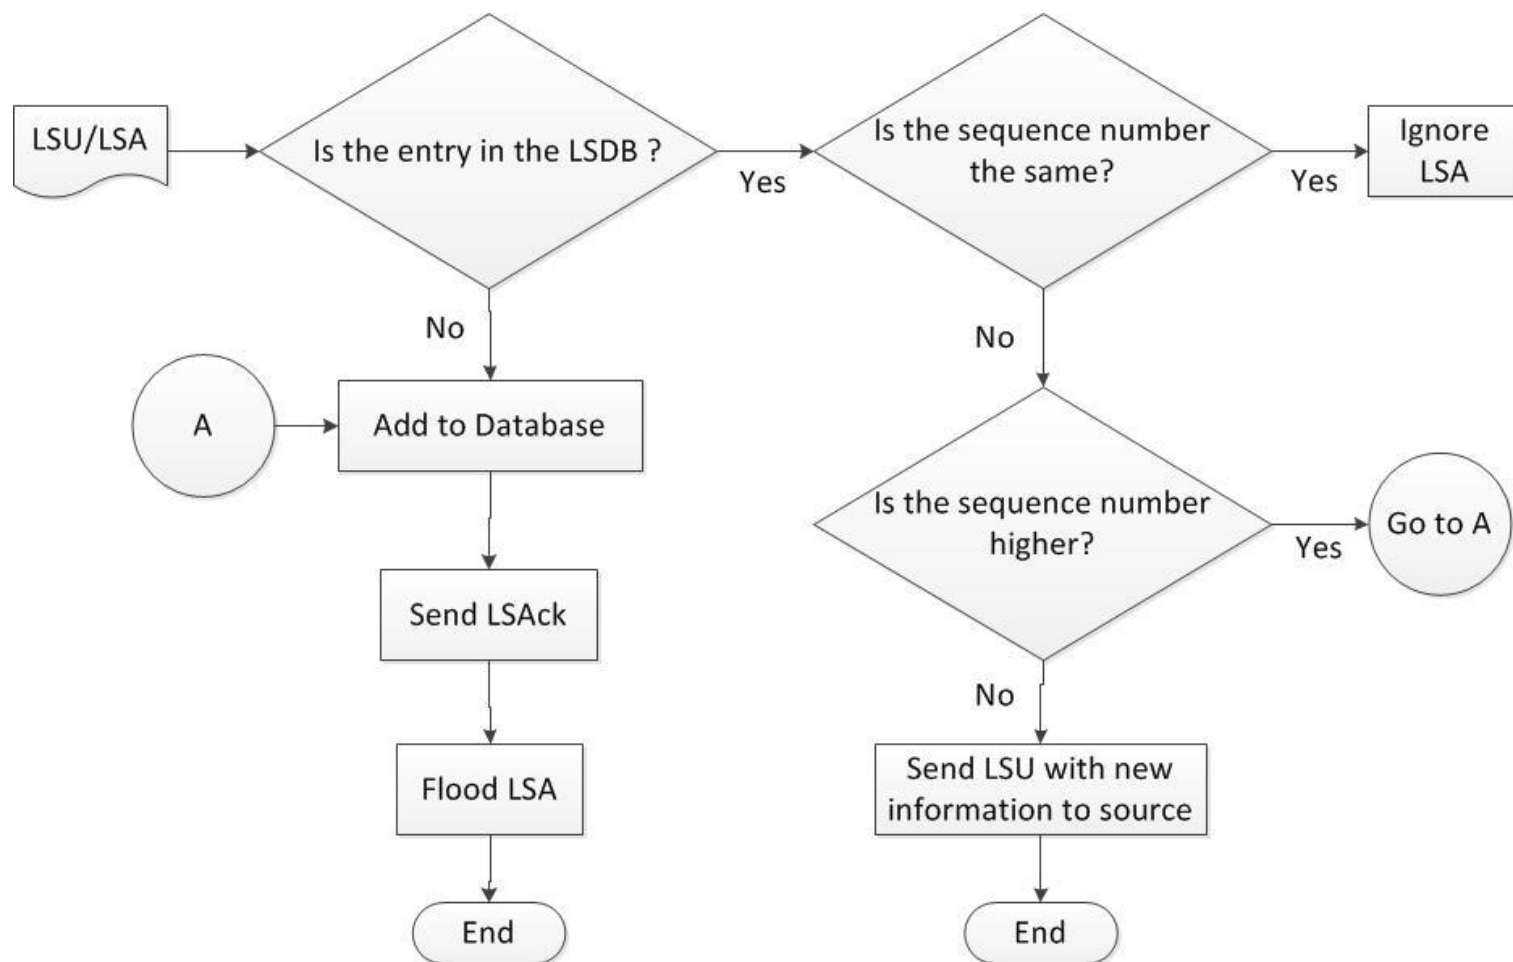 LSU/LSA
Is the entry in the LSDB ?
Yes
Is the sequence number
the same?
Yes
Ignore
LSA
No
No
A
Add to Database
Is the sequence number
higher?
Yes
Go to A
Send LSAck
No
Flood LSA
Send LSU with new
information to source
End
End